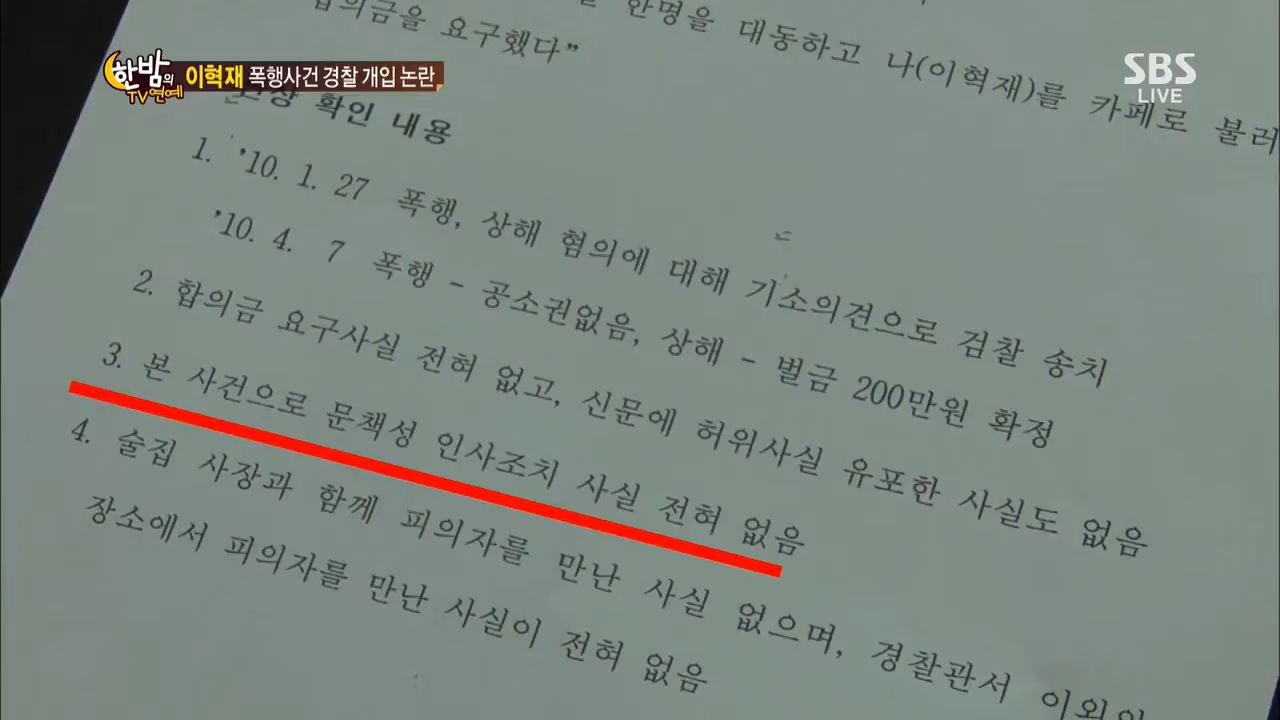 한밤의
TV연예
이혁재 폭행사건 경찰 개입 논란
SBS
LIVE
한명을 대동하고 나(이혁재)를 카페로 불러
요구했다”
확인 내용
1. '10. 1. 27 폭행, 상해 혐의에 대해 기소의견으로 검찰 송치
'10. 4. 7 폭행 - 공소권없음, 상해 - 벌금 200만원 확정
2. 합의금 요구사실 전혀 없고, 신문에 허위사실 유포한 사실도 없음
3. 본 사건으로 문책성 인사조치 사실 전혀 없음
4. 술집 사장과 함께 피의자를 만난 사실 없으며, 경찰관서 이외의
장소에서 피의자를 만난 사실이 전혀 없음